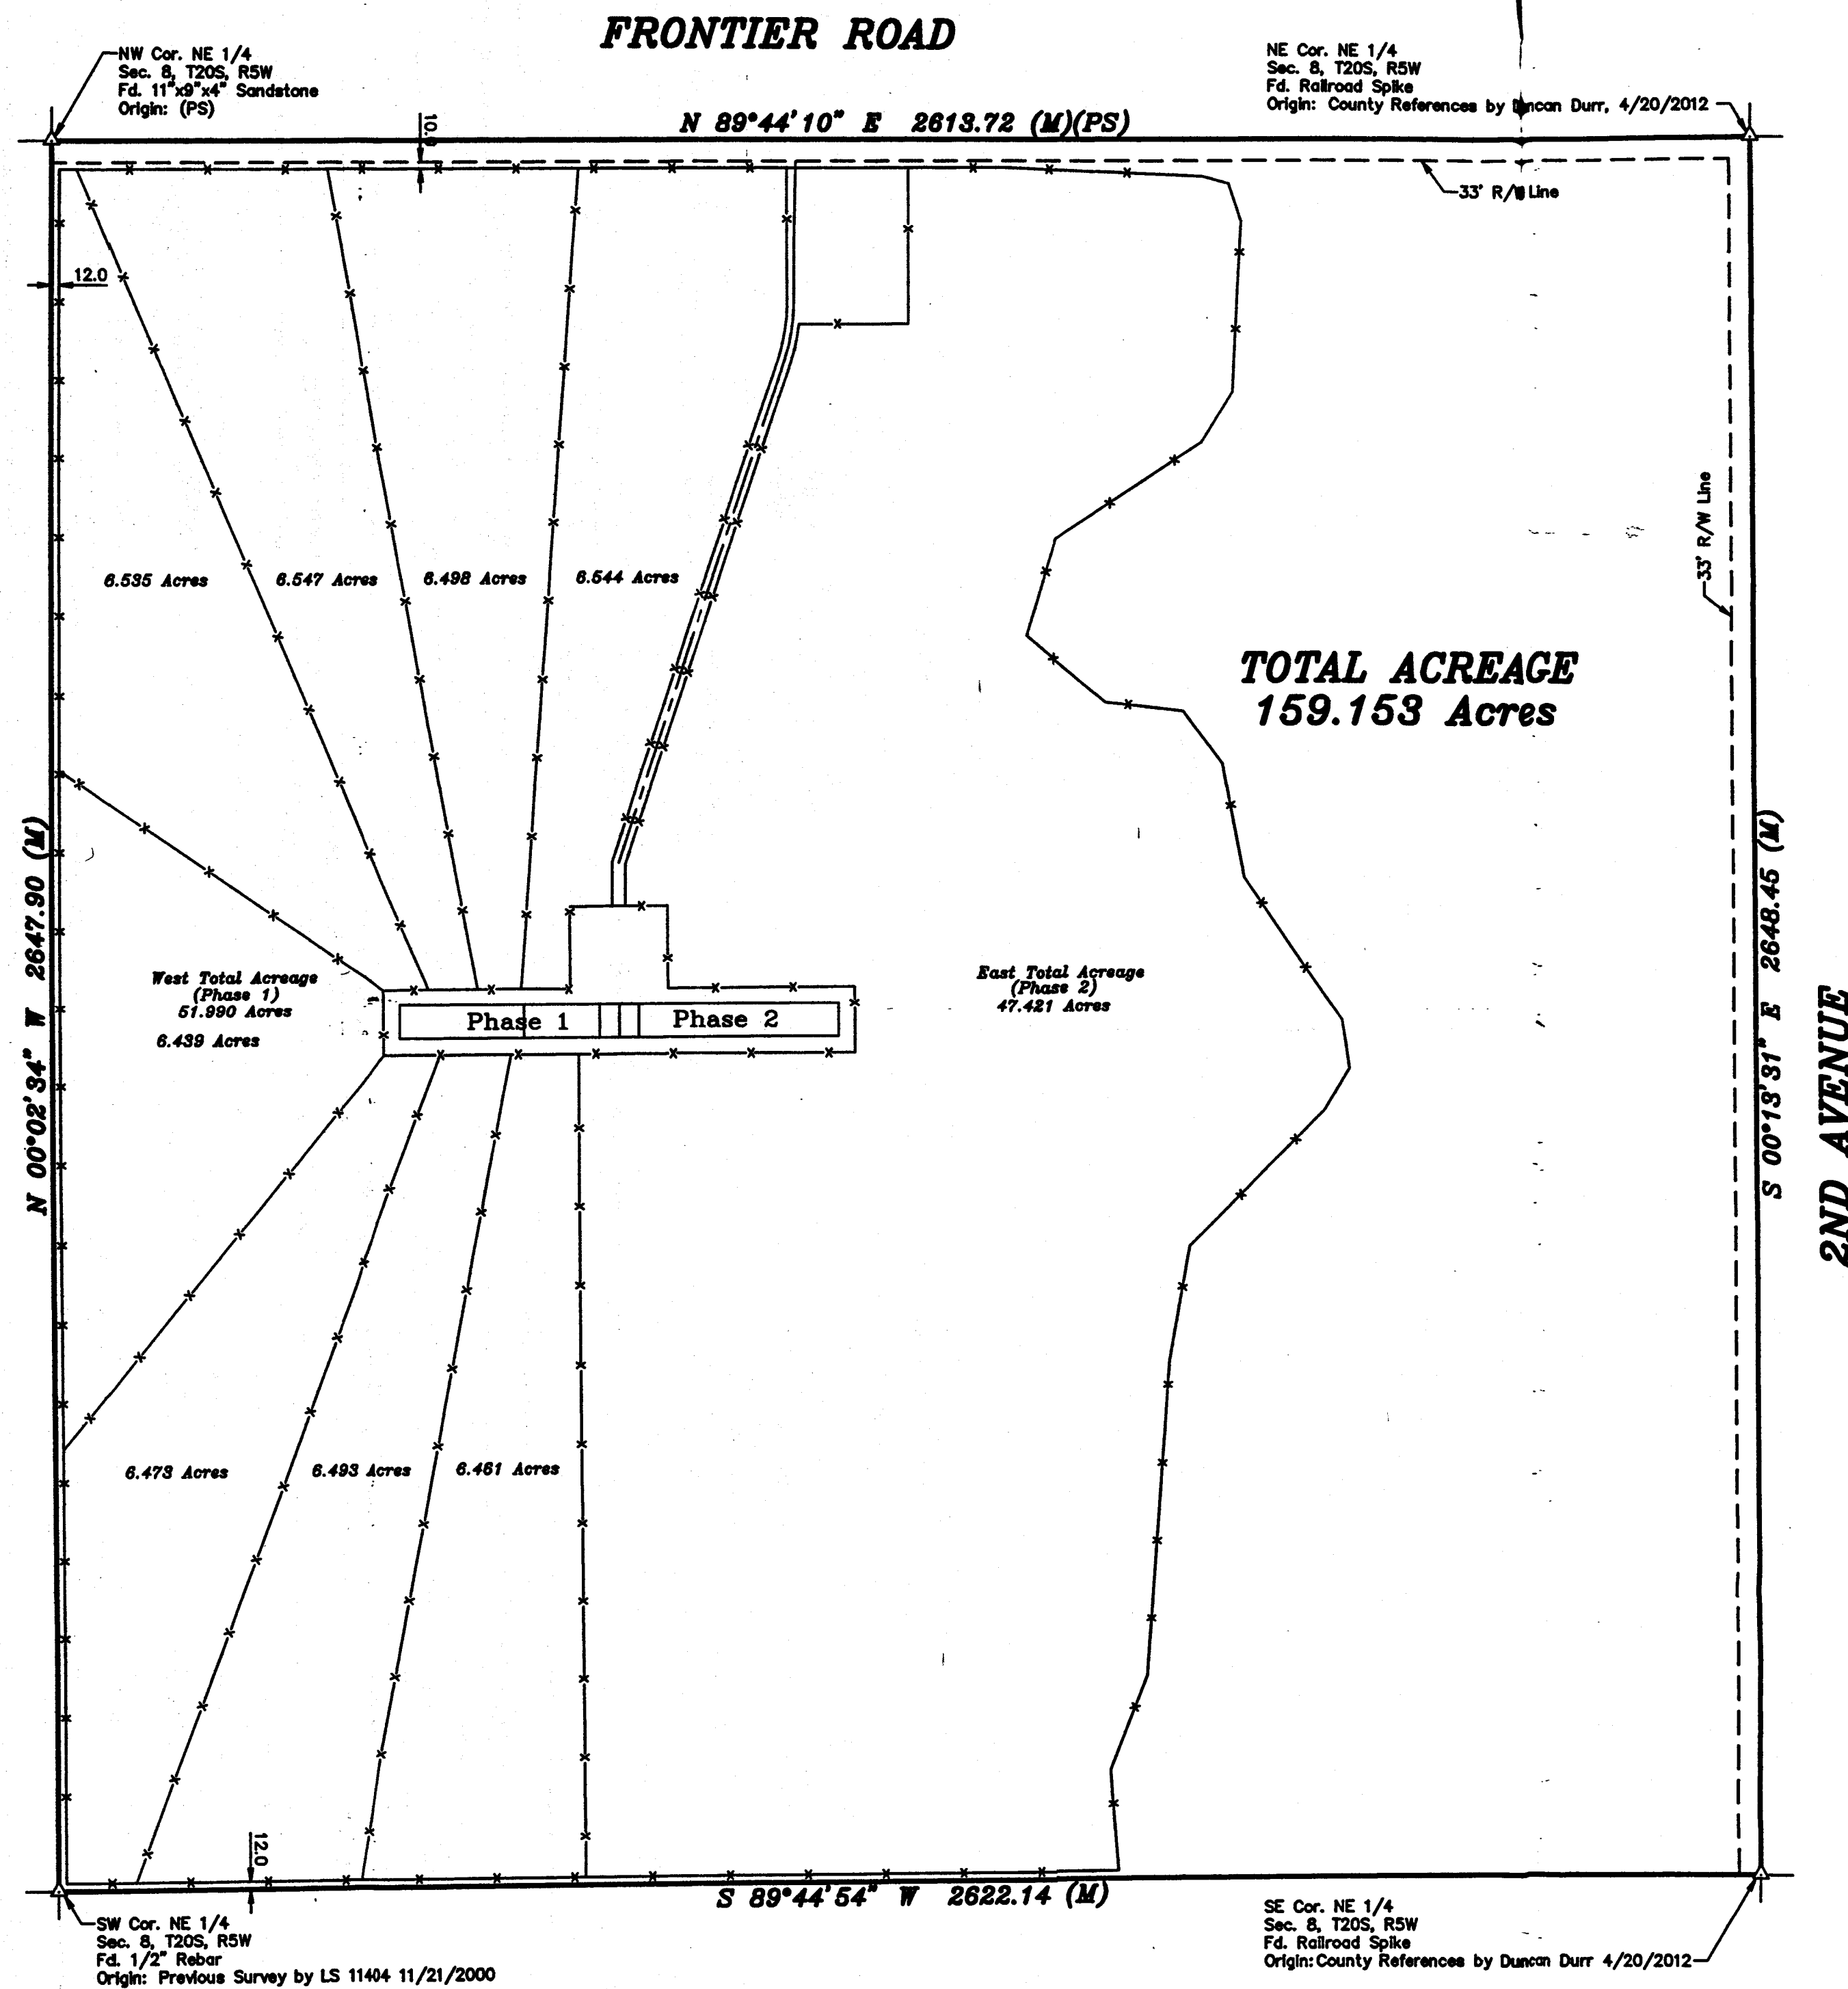 FRONTIER ROAD
NW Cor. NE 1/4
Sec. 8, T20S, R5W
Fd. 11"x9"x4" Sandstone
Origin: (PS)
NE Cor. NE 1/4
Sec. 8, T20S, R5W
Fd. Railroad Spike
Origin: County References by Duncan Durr, 4/20/2012
N 89°44'10" E 2613.72 (M)(PS)
10.0
33' R/W Line
12.0
33' R/W Line
6.535 Acres
6.547 Acres
6.498 Acres
6.544 Acres
TOTAL ACREAGE
159.153 Acres
N 00°02'34" W 2647.90 (M)
S 00°13'31" E 2648.45 (M)
2ND AVENUE
West Total Acreage
(Phase 1)
51.990 Acres
6.439 Acres
East Total Acreage
(Phase 2)
47.421 Acres
Phase 1
Phase 2
6.473 Acres
6.493 Acres
6.461 Acres
12.0
S 89°44'54" W 2622.14 (M)
SW Cor. NE 1/4
Sec. 8, T20S, R5W
Fd. 1/2" Rebar
Origin: Previous Survey by LS 11404 11/21/2000
SE Cor. NE 1/4
Sec. 8, T20S, R5W
Fd. Railroad Spike
Origin: County References by Duncan Durr 4/20/2012